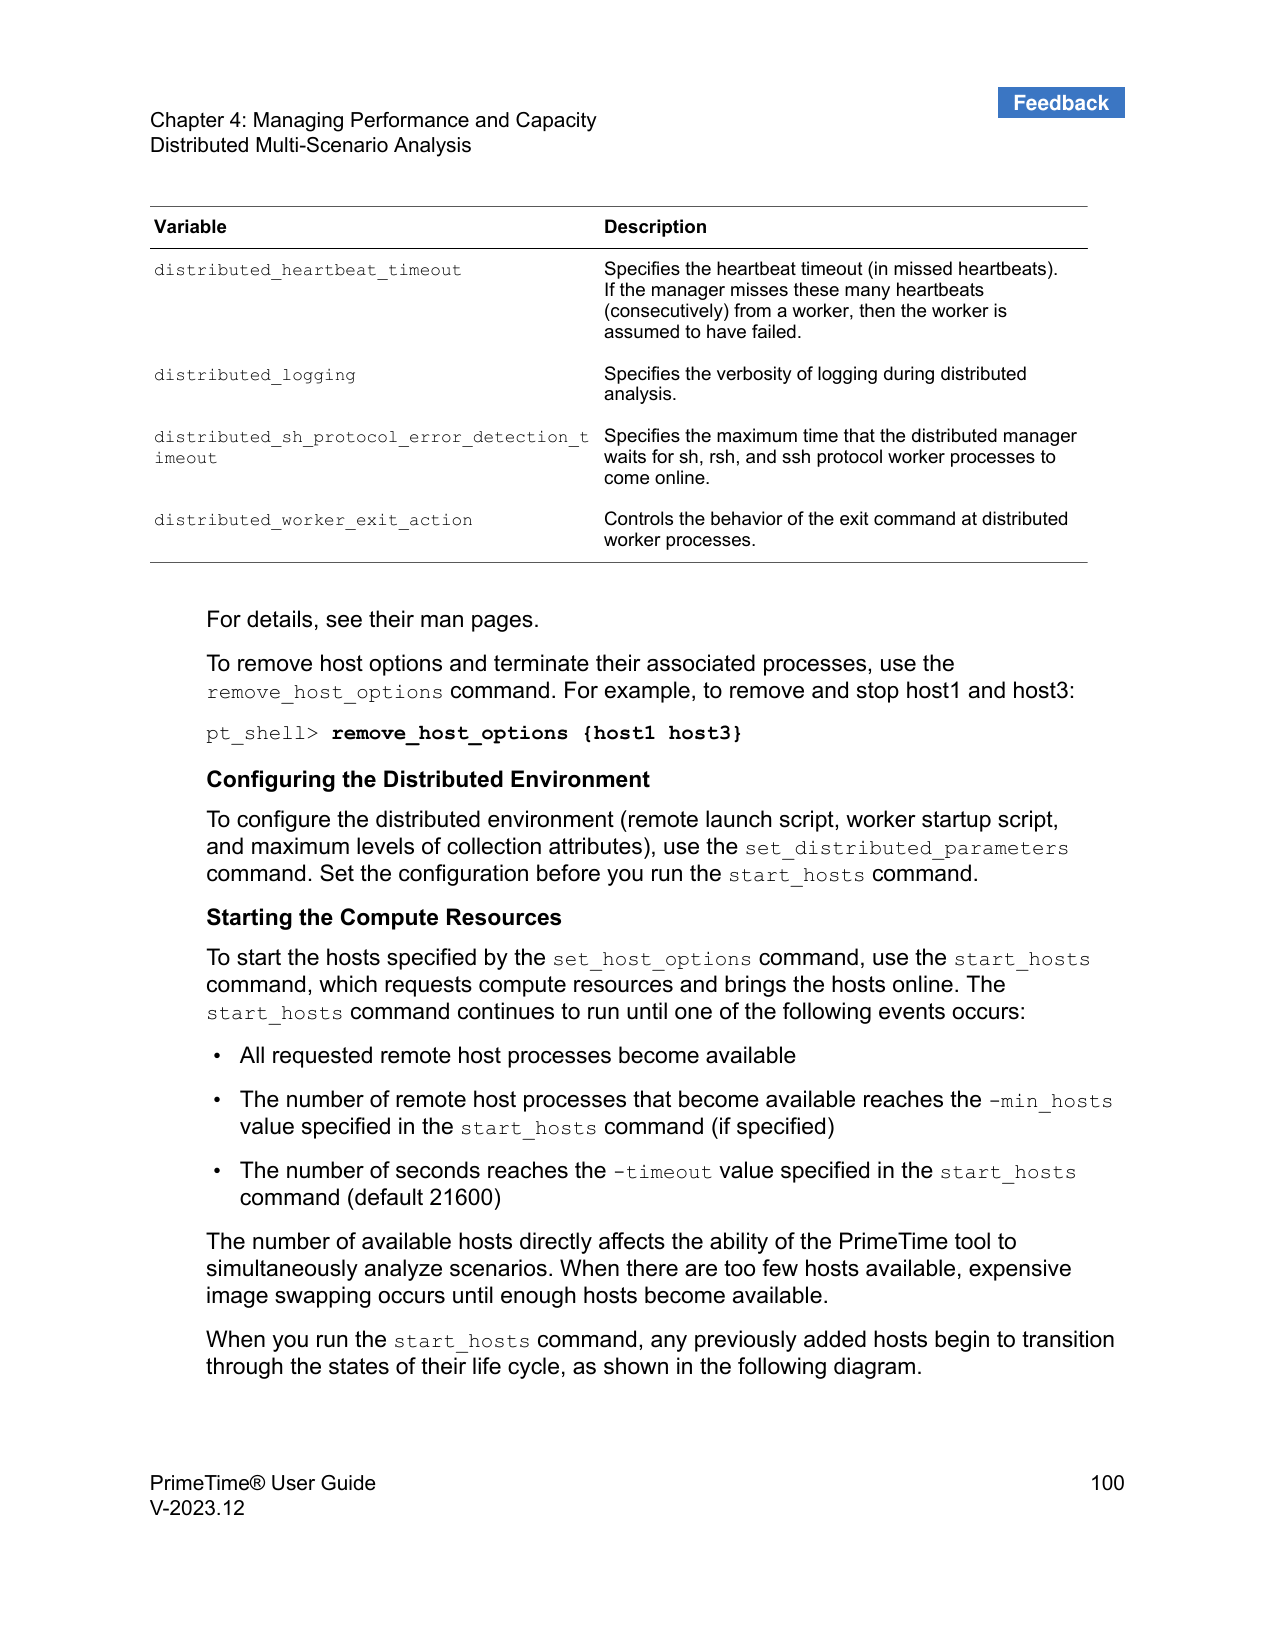 Feedback
Chapter 4: Managing Performance and Capacity
Distributed Multi-Scenario Analysis
Variable Description
distributed_heartbeat_timeout Specifies the heartbeat timeout (in missed heartbeats).
If the manager misses these many heartbeats
(consecutively) from a worker, then the worker is
assumed to have failed.
distributed_logging Specifies the verbosity of logging during distributed
analysis.
distributed_sh_protocol_error_detection_t Specifies the maximum time that the distributed manager
imeout waits for sh, rsh, and ssh protocol worker processes to
come online.
distributed_worker_exit_action Controls the behavior of the exit command at distributed
worker processes.
For details, see their man pages.
To remove host options and terminate their associated processes, use the
remove_host_options command. For example, to remove and stop host1 and host3:
pt_shell> remove_host_options {host1 host3}
Configuring the Distributed Environment
To configure the distributed environment (remote launch script, worker startup script,
and maximum levels of collection attributes), use the set_distributed_parameters
command. Set the configuration before you run the start_hosts command.
Starting the Compute Resources
To start the hosts specified by the set_host_options command, use the start_hosts
command, which requests compute resources and brings the hosts online. The
start_hosts command continues to run until one of the following events occurs:
• All requested remote host processes become available
• The number of remote host processes that become available reaches the -min_hosts
value specified in the start_hosts command (if specified)
• The number of seconds reaches the -timeout value specified in the start_hosts
command (default 21600)
The number of available hosts directly affects the ability of the PrimeTime tool to
simultaneously analyze scenarios. When there are too few hosts available, expensive
image swapping occurs until enough hosts become available.
When you run the start_hosts command, any previously added hosts begin to transition
through the states of their life cycle, as shown in the following diagram.
PrimeTime® User Guide 100
V-2023.12